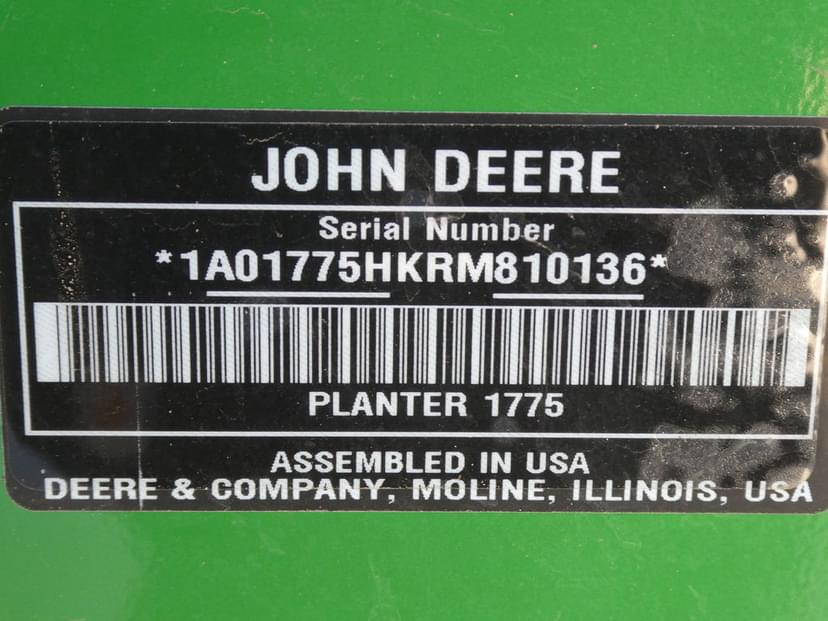 JOHN DEERE
Serial Number
*1A01775HKRM810136*
PLANTER 1775
ASSEMBLED IN USA
DEERE & COMPANY, MOLINE, ILLINOIS, USA